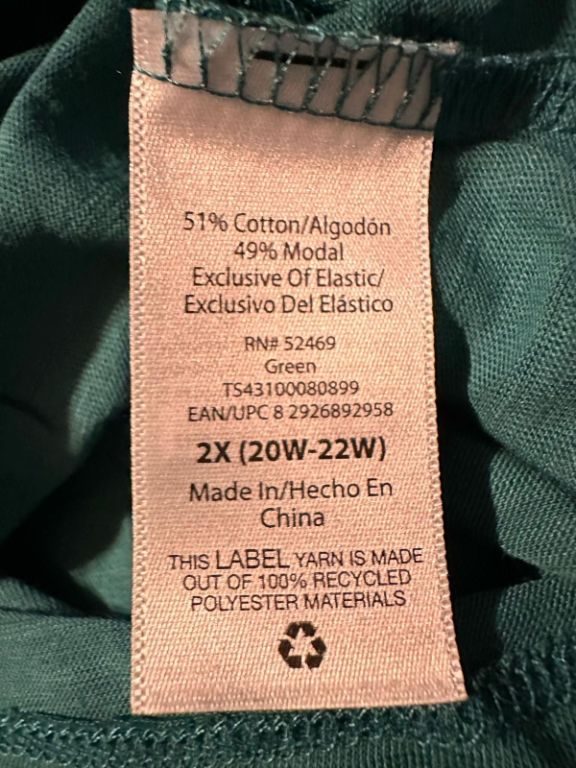 51% Cotton/Algodón
49% Modal
Exclusive Of Elastic/
Exclusivo Del Elástico
RN# 52469
Green
TS43100080899
EAN/UPC 8 2926892958
2X (20W-22W)
Made In/Hecho En
China
THIS LABEL YARN IS MADE
OUT OF 100% RECYCLED
POLYESTER MATERIALS